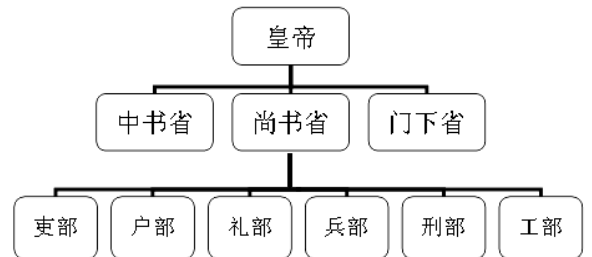 皇帝
中书省 尚书省 门下省
吏部 户部 礼部 兵部 刑部 工部